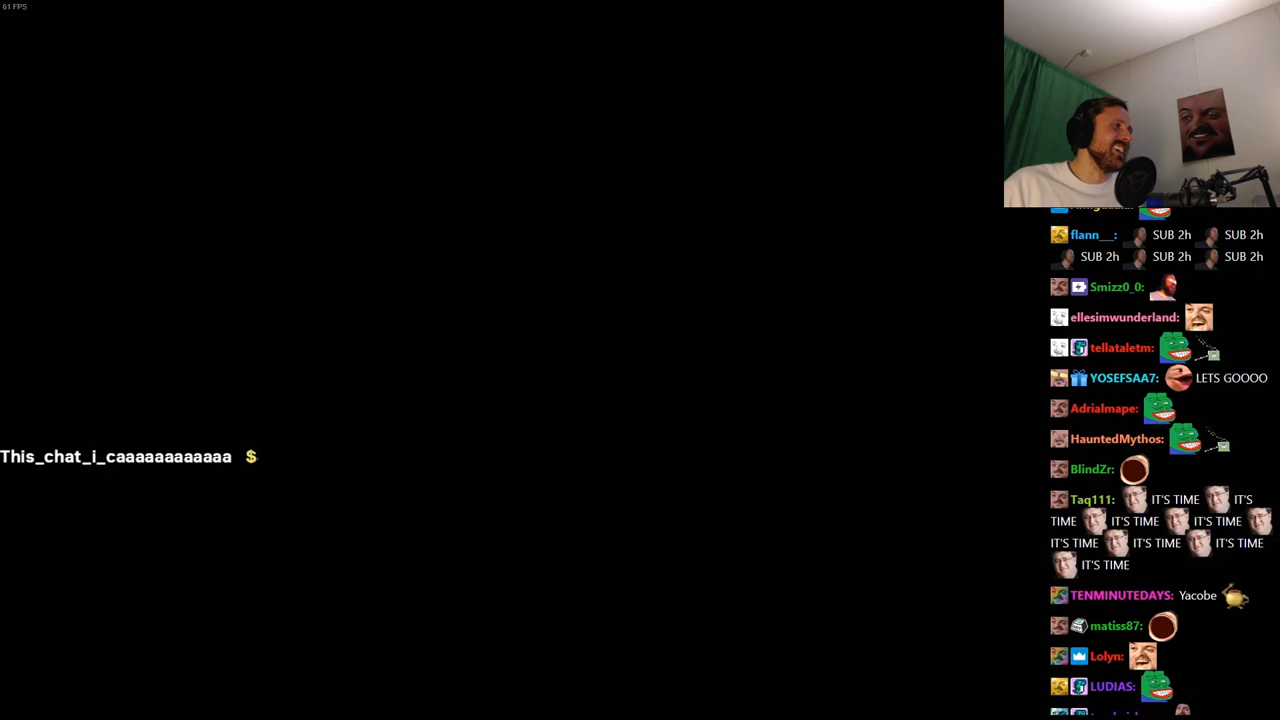 61 FPS
flann__: SUB 2h SUB 2h
SUB 2h SUB 2h SUB 2h
Smizz0_0:
ellesimwunderland:
tellataletm:
YOSEFSAA7: LETS GOOOO
Adrialmape:
HauntedMythos:
This_chat_i_caaaaaaaaaaaa $
BlindZr:
Taq111: IT'S TIME IT'S
TIME IT'S TIME IT'S TIME
IT'S TIME IT'S TIME IT'S TIME
IT'S TIME
TENMINUTEDAYS: Yacobe
matiss87:
Lolyn:
LUDIAS: